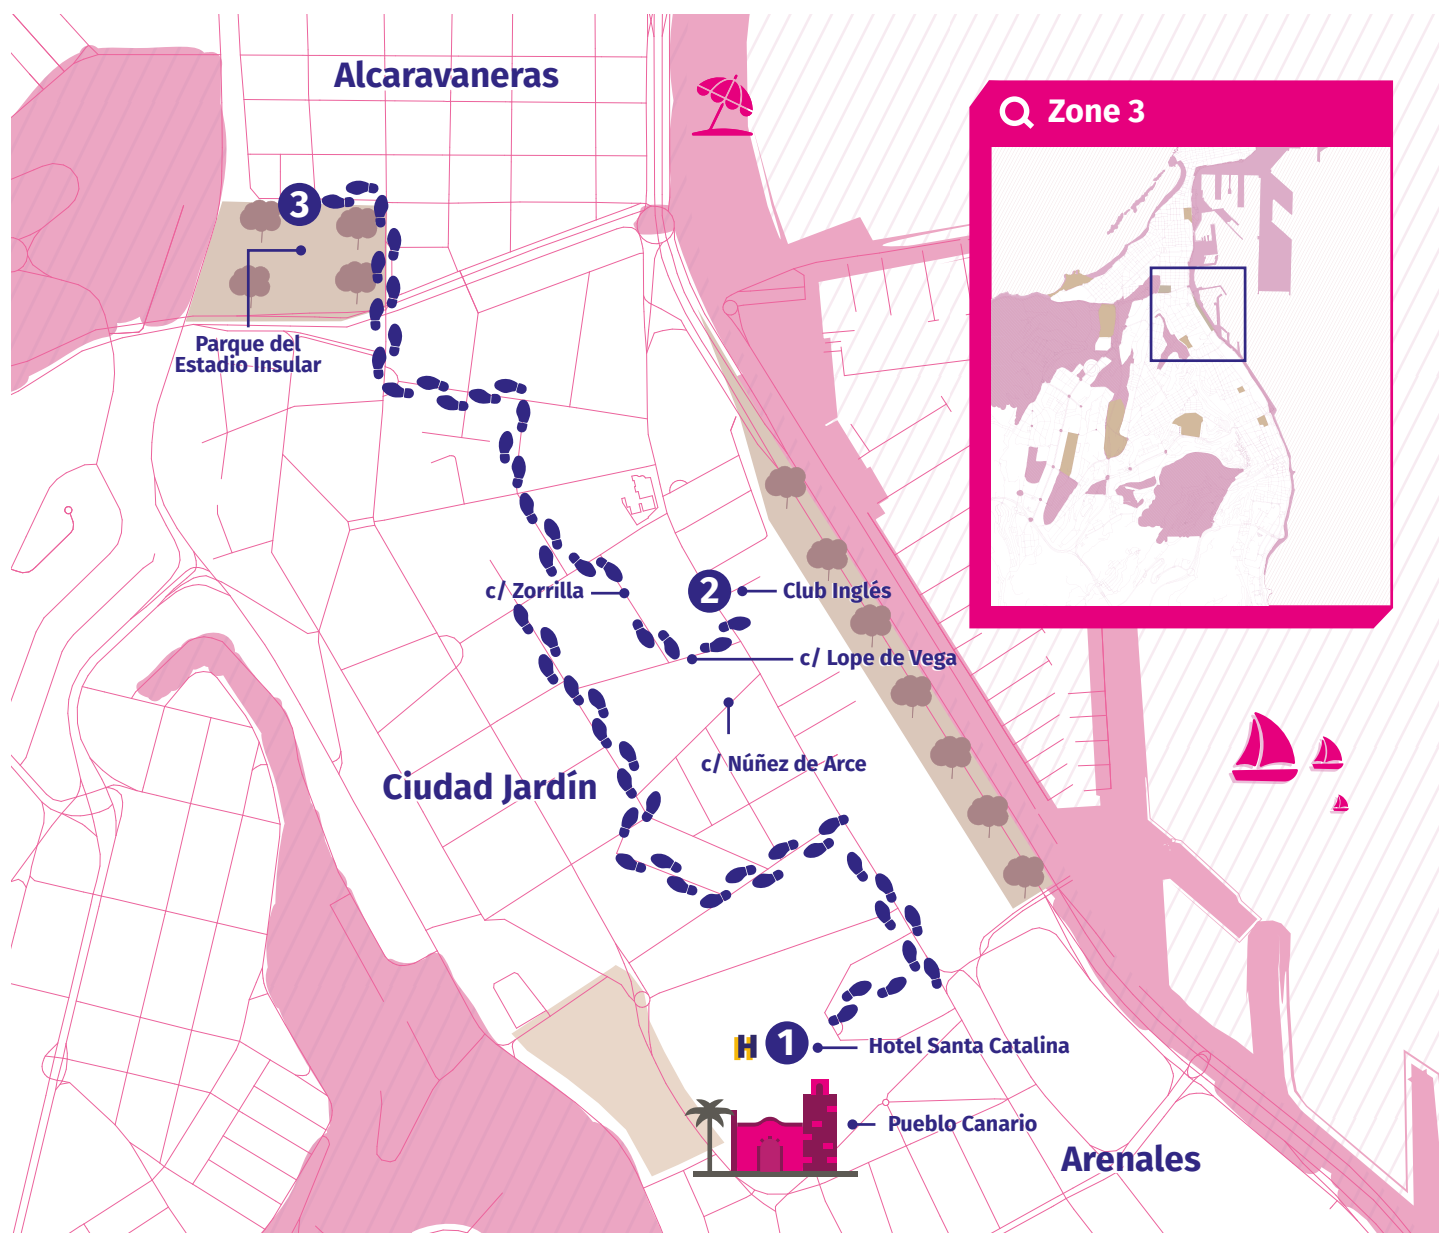 Alcaravaneras
Zone 3
3
Parque del
Estadio Insular
c/ Zorrilla
2
Club Inglés
c/ Lope de Vega
c/ Núñez de Arce
Ciudad Jardín
H
1
Hotel Santa Catalina
Pueblo Canario
Arenales